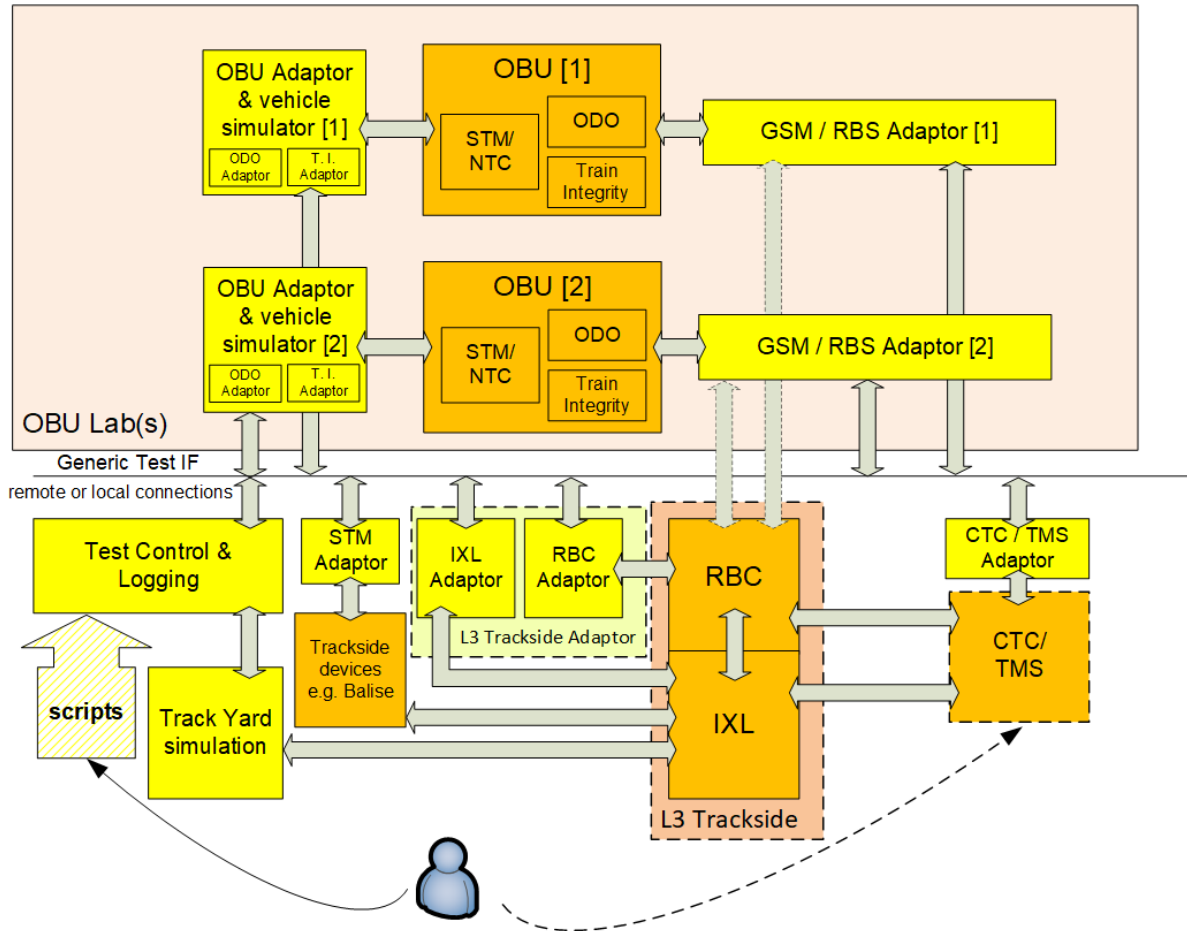 OBU Adaptor
& vehicle
simulator [1]
ODO
Adaptor
T. I.
Adaptor
OBU [1]
STM/
NTC
ODO
Train
Integrity
GSM / RBS Adaptor [1]
OBU Adaptor
& vehicle
simulator [2]
ODO
Adaptor
T. I.
Adaptor
OBU [2]
STM/
NTC
ODO
Train
Integrity
GSM / RBS Adaptor [2]
OBU Lab(s)
Generic Test IF
remote or local connections
Test Control &
Logging
STM
Adaptor
IXL
Adaptor
RBC
Adaptor
L3 Trackside Adaptor
RBC
CTC / TMS
Adaptor
Trackside
devices
e.g. Balise
CTC/
TMS
scripts
Track Yard
simulation
IXL
L3 Trackside